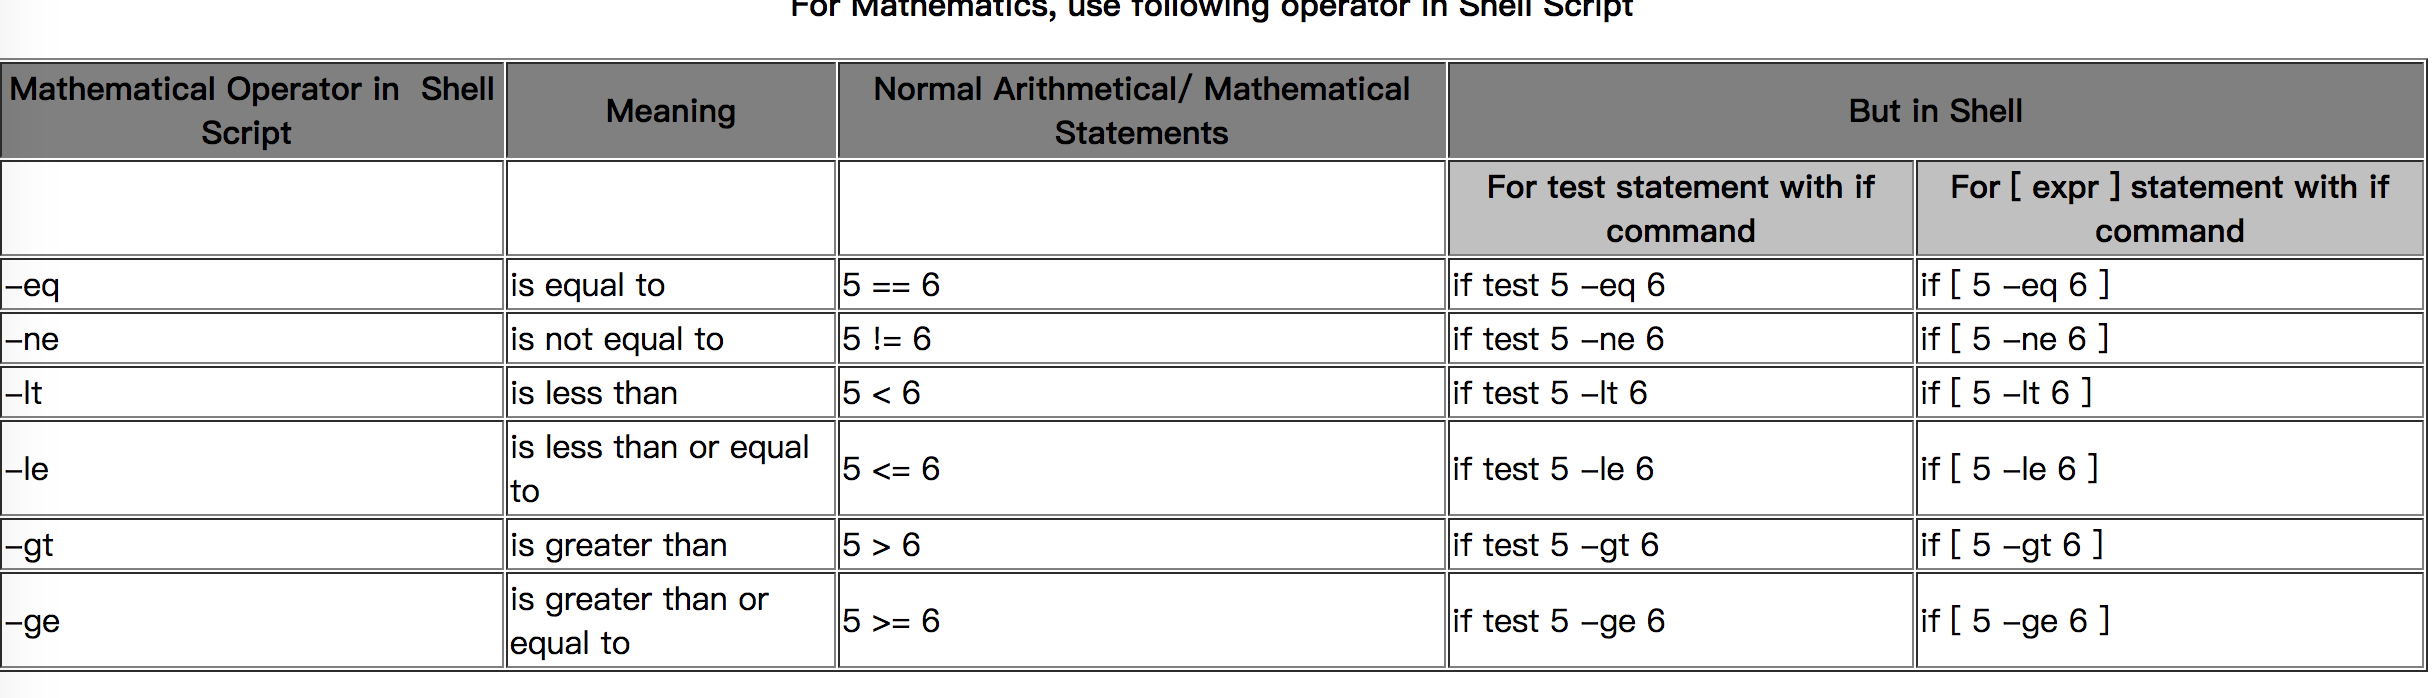 For Mathematics, use following operator in Shell Script
Mathematical Operator in Shell
Script
Meaning
Normal Arithmetical/ Mathematical
Statements
But in Shell
For test statement with if
command
For [ expr ] statement with if
command
–eq
is equal to
5 == 6
if test 5 –eq 6
if [ 5 –eq 6 ]
–ne
is not equal to
5 != 6
if test 5 –ne 6
if [ 5 –ne 6 ]
–lt
is less than
5 < 6
if test 5 –lt 6
if [ 5 –lt 6 ]
–le
is less than or equal
to
5 <= 6
if test 5 –le 6
if [ 5 –le 6 ]
–gt
is greater than
5 > 6
if test 5 –gt 6
if [ 5 –gt 6 ]
–ge
is greater than or
equal to
5 >= 6
if test 5 –ge 6
if [ 5 –ge 6 ]